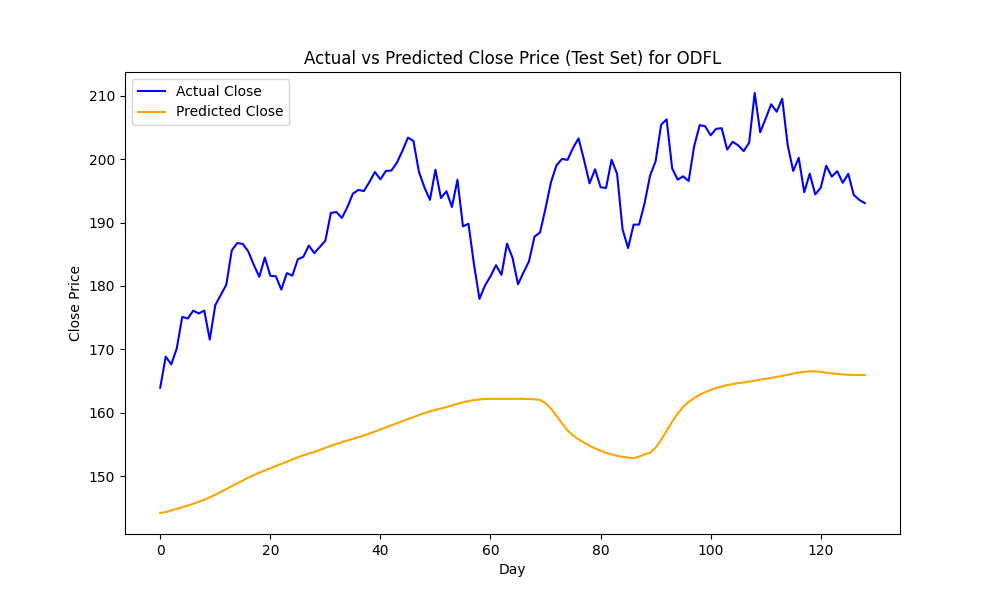 Actual vs Predicted Close Price (Test Set) for ODFL
Actual Close
Predicted Close
Close Price
210
200
190
180
170
160
150
0 20 40 60 80 100 120
Day